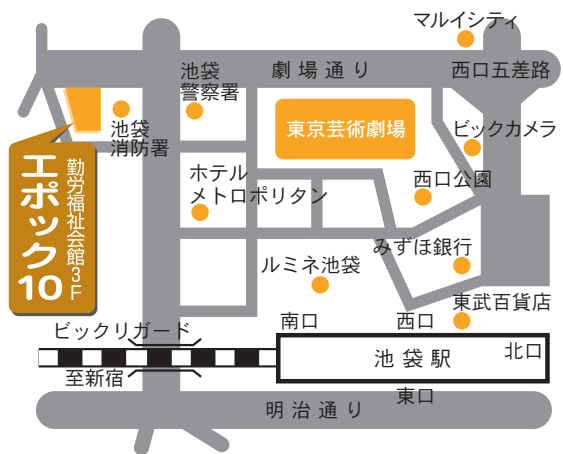 マルイシティ
劇場通り
西口五差路
池袋
警察署
池袋
消防署
東京芸術劇場
ビックカメラ
勤労福祉会館3F
エポック10
ホテル
メトロポリタン
西口公園
みずほ銀行
ルミネ池袋
東武百貨店
南口
西口
ビックリガード
池袋駅
北口
至新宿
東口
明治通り